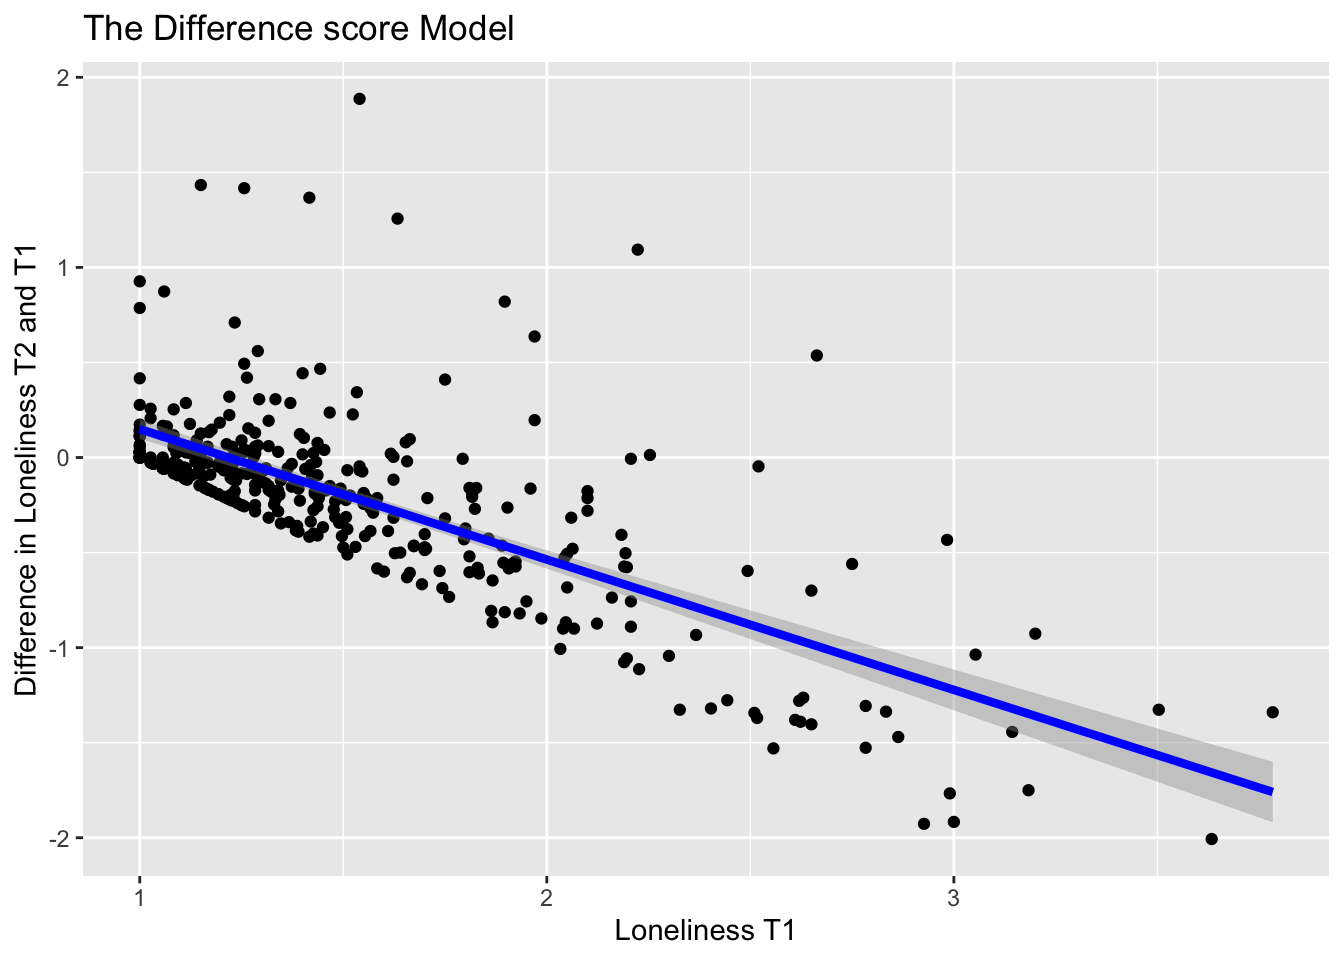 The Difference score Model
Difference in Loneliness T2 and T1
2
1
0
-1
-2
1
2
3
Loneliness T1